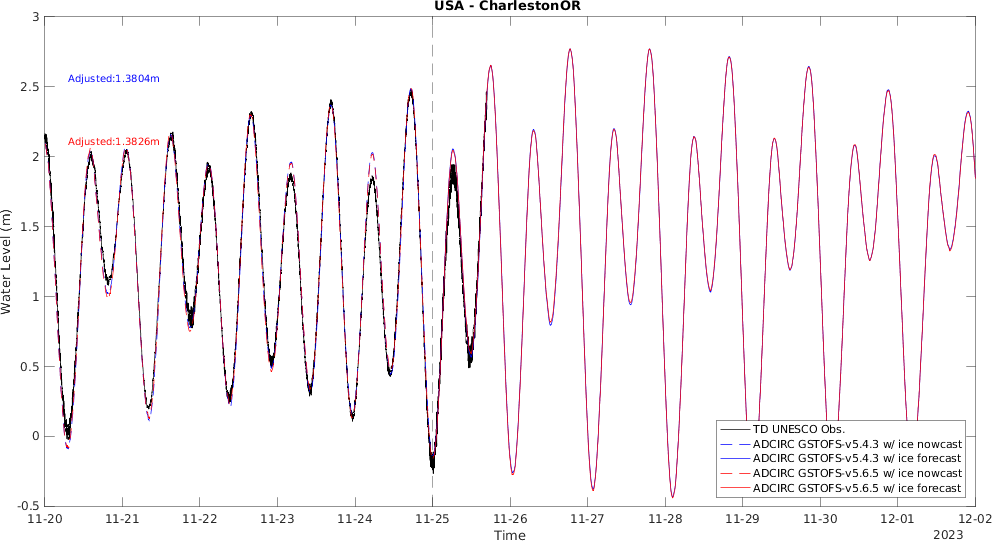 USA - CharlestonOR
3
2.5
2
1.5
1
0.5
0
-0.5
Water Level (m)
Adjusted:1.3804m
Adjusted:1.3826m
TD UNESCO Obs.
ADCIRC GSTOFS-v5.4.3 w/ ice nowcast
ADCIRC GSTOFS-v5.4.3 w/ ice forecast
ADCIRC GSTOFS-v5.6.5 w/ ice nowcast
ADCIRC GSTOFS-v5.6.5 w/ ice forecast
11-20 11-21 11-22 11-23 11-24 11-25 11-26 11-27 11-28 11-29 11-30 12-01 12-02
Time
2023